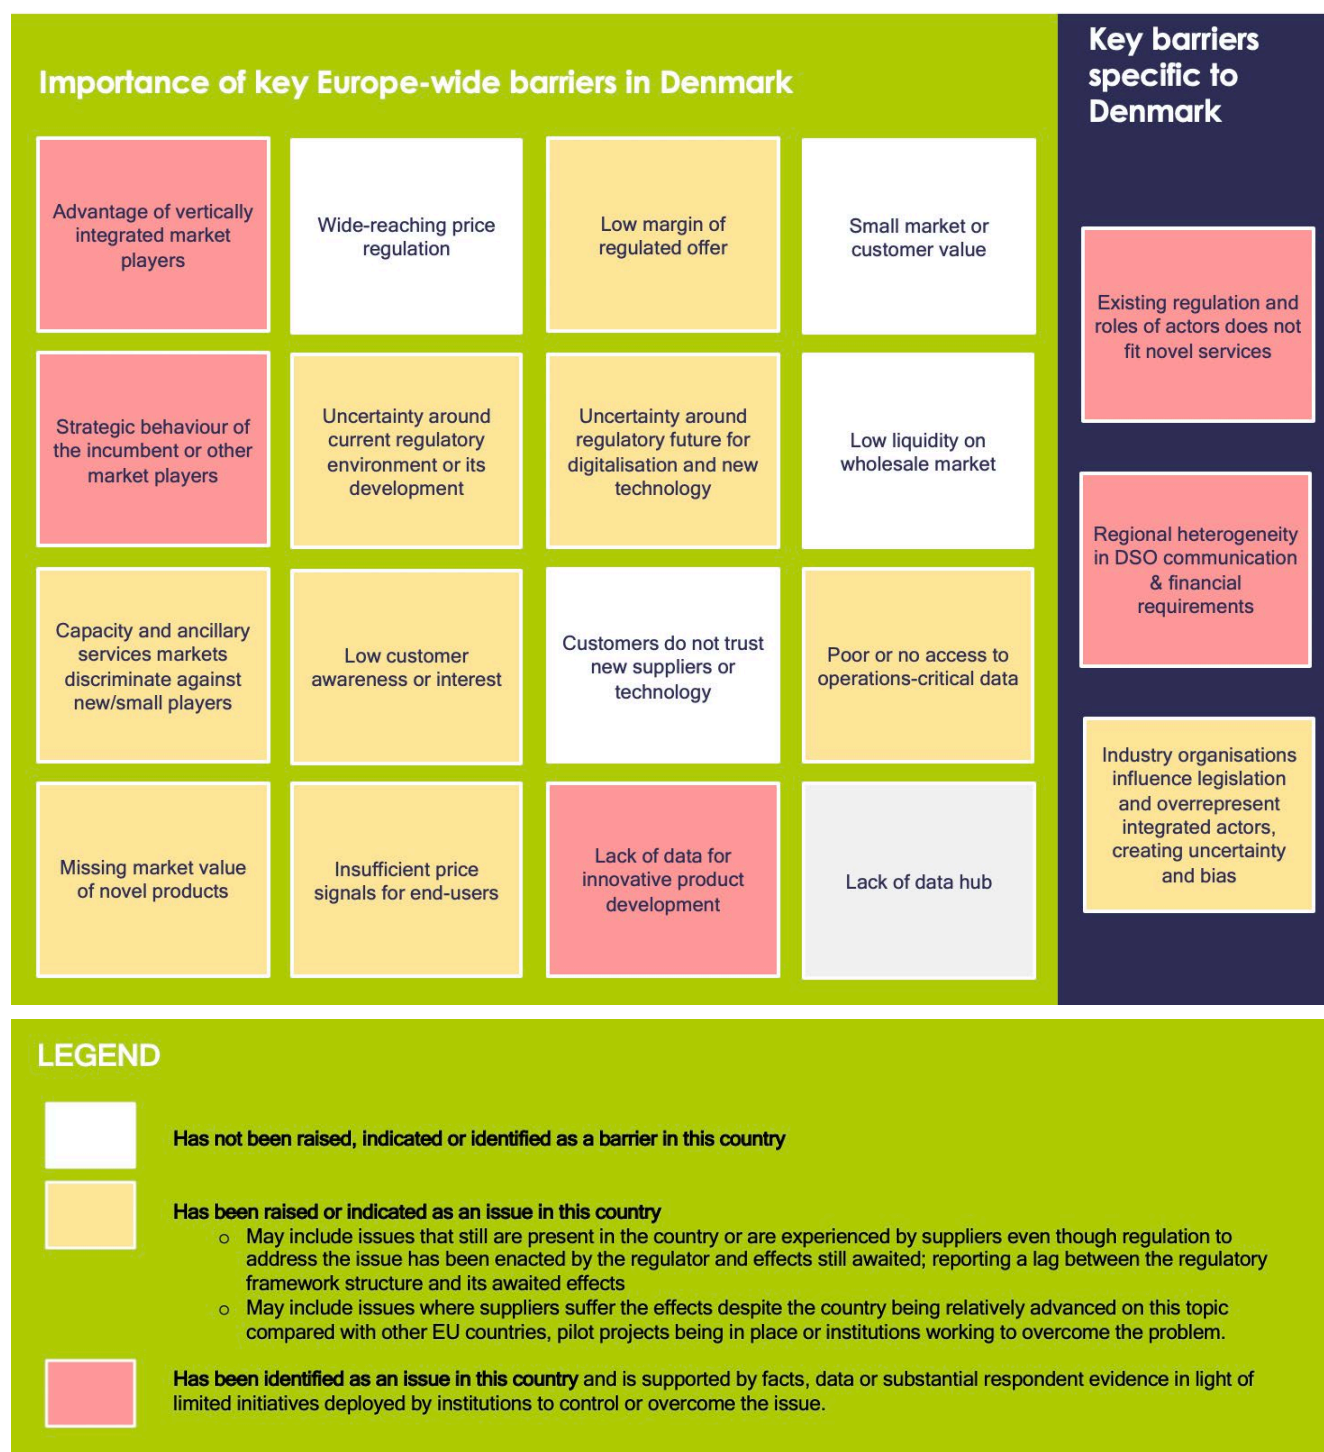 Importance of key Europe-wide barriers in Denmark
Key barriers
specific to
Denmark
Advantage of vertically
integrated market
players
Wide-reaching price
regulation
Low margin of
regulated offer
Small market or
customer value
Strategic behaviour of
the incumbent or other
market players
Uncertainty around
current regulatory
environment or its
development
Uncertainty around
regulatory future for
digitalisation and new
technology
Low liquidity on
wholesale market
Capacity and ancillary
services markets
discriminate against
new/small players
Low customer
awareness or interest
Customers do not trust
new suppliers or
technology
Poor or no access to
operations-critical data
Missing market value
of novel products
Insufficient price
signals for end-users
Lack of data for
innovative product
development
Lack of data hub
Existing regulation and
roles of actors does not
fit novel services
Regional heterogeneity
in DSO communication
& financial
requirements
Industry organisations
influence legislation
and overrepresent
integrated actors,
creating uncertainty
and bias
LEGEND
Has not been raised, indicated or identified as a barrier in this country
Has been raised or indicated as an issue in this country
o May include issues that still are present in the country or are experienced by suppliers even though regulation to
address the issue has been enacted by the regulator and effects still awaited; reporting a lag between the regulatory
framework structure and its awaited effects
o May include issues where suppliers suffer the effects despite the country being relatively advanced on this topic
compared with other EU countries, pilot projects being in place or institutions working to overcome the problem.
Has been identified as an issue in this country and is supported by facts, data or substantial respondent evidence in light of
limited initiatives deployed by institutions to control or overcome the issue.